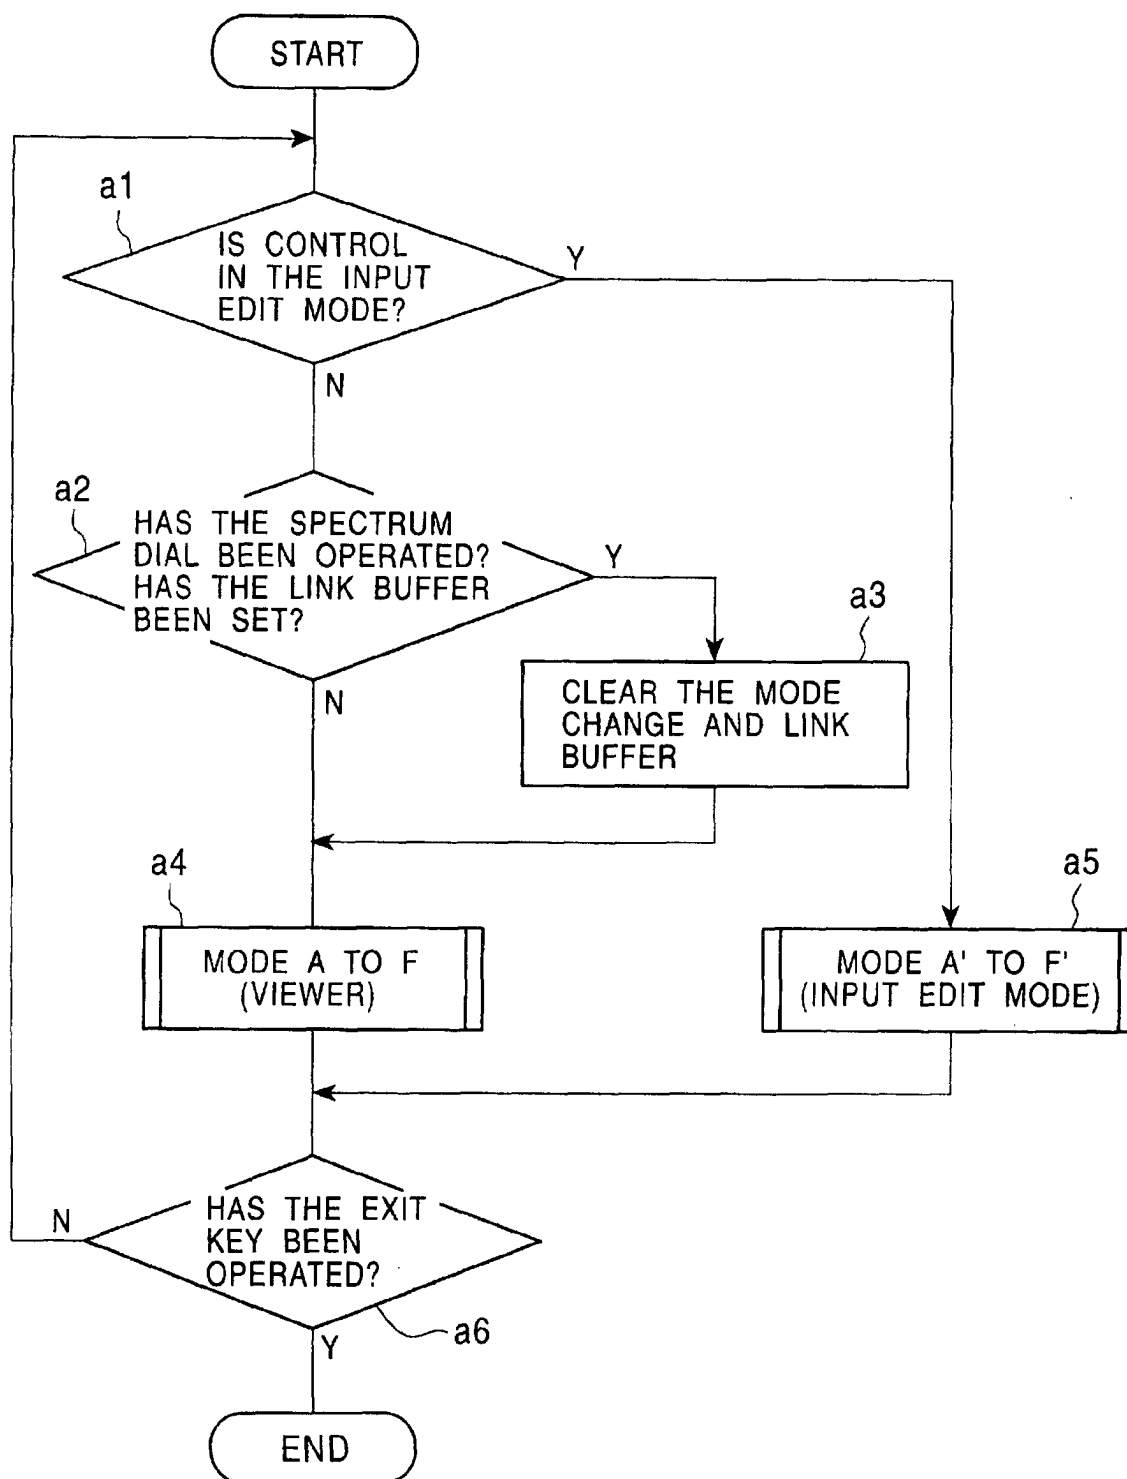 START
a1
IS CONTROL
IN THE INPUT
EDIT MODE?
Y
N
a2
HAS THE SPECTRUM
DIAL BEEN OPERATED?
HAS THE LINK BUFFER
BEEN SET?
Y
N
a3
CLEAR THE MODE
CHANGE AND LINK
BUFFER
a4
MODE A TO F
(VIEWER)
a5
MODE A' TO F'
(INPUT EDIT MODE)
N
HAS THE EXIT
KEY BEEN
OPERATED?
a6
Y
END